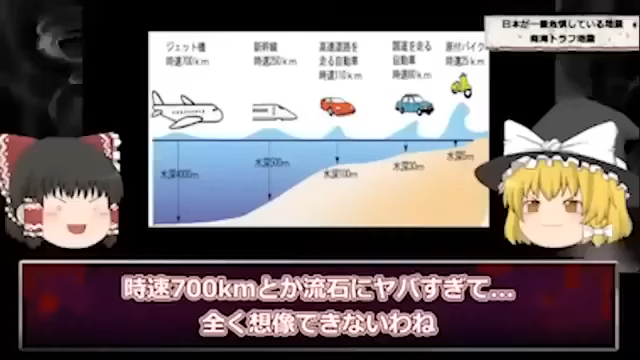 日本が一番危惧している地震
南海トラフ地震
ジェット機
時速700km
新幹線
時速250km
高速道路を
走る自動車
時速110km
国道を走る
自動車
時速80km
原付バイク
時速25km
水深4000m
水深500m
水深100m
水深30m
水深5m
時速700kmとか流石にヤバすぎて…
全く想像できないわね